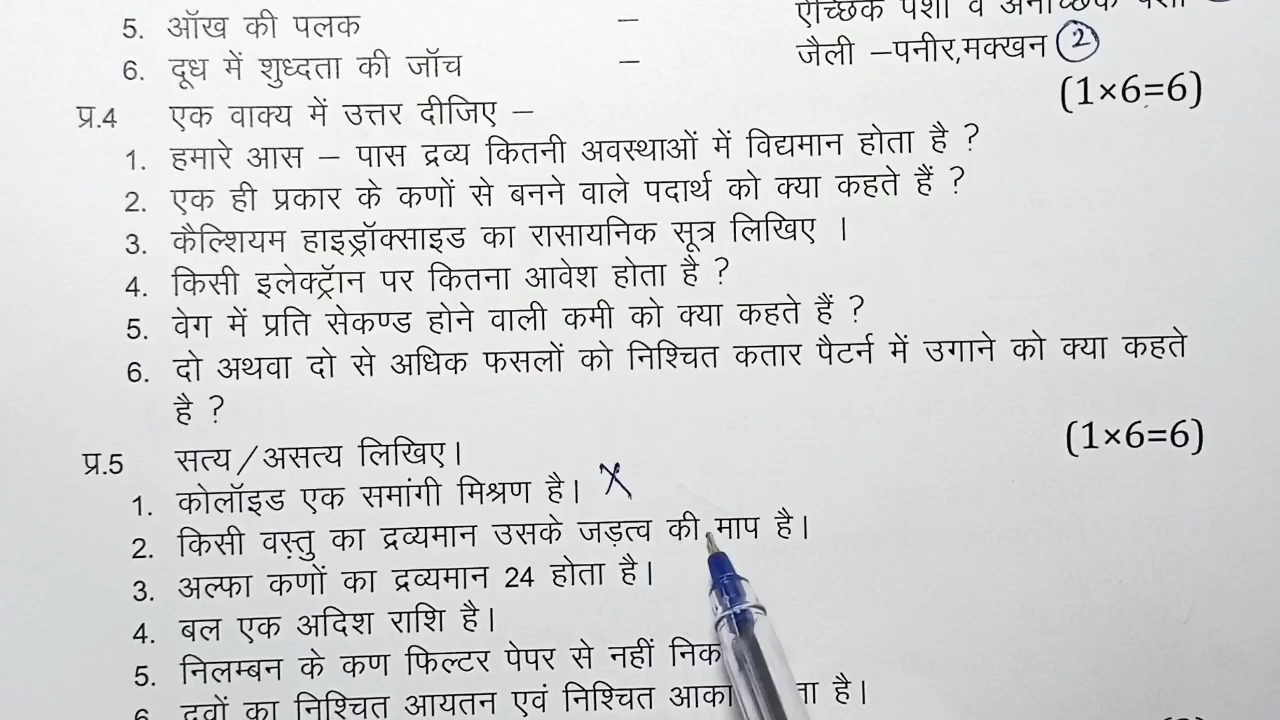 5. ऑख की पलक –
जैली –पनीर,मक्खन 2
6. दूध में शुध्दता की जॉच –
(1×6=6)
प्र.4 एक वाक्य में उत्तर दीजिए –
1. हमारे आस – पास द्रव्य कितनी अवस्थाओं में विद्यमान होता है ?
2. एक ही प्रकार के कणों से बनने वाले पदार्थ को क्या कहते हैं ?
3. कैल्शियम हाइड्रॉक्साइड का रासायनिक सूत्र लिखिए ।
4. किसी इलेक्ट्रॅान पर कितना आवेश होता है ?
5. वेग में प्रति सेकण्ड होने वाली कमी को क्या कहते हैं ?
6. दो अथवा दो से अधिक फसलों को निश्चित कतार पैटर्न में उगाने को क्या कहते
है ?
(1×6=6)
प्र.5 सत्य/असत्य लिखिए।
1. कोलॉइड एक समांगी मिश्रण है। X
2. किसी वस्तु का द्रव्यमान उसके जड़त्व की माप है।
3. अल्फा कणों का द्रव्यमान 24 होता है।
4. बल एक अदिश राशि है।
5. निलम्बन के कण फिल्टर पेपर से नहीं
6. द्रवों का निश्चित आयतन एवं निश्चित है।